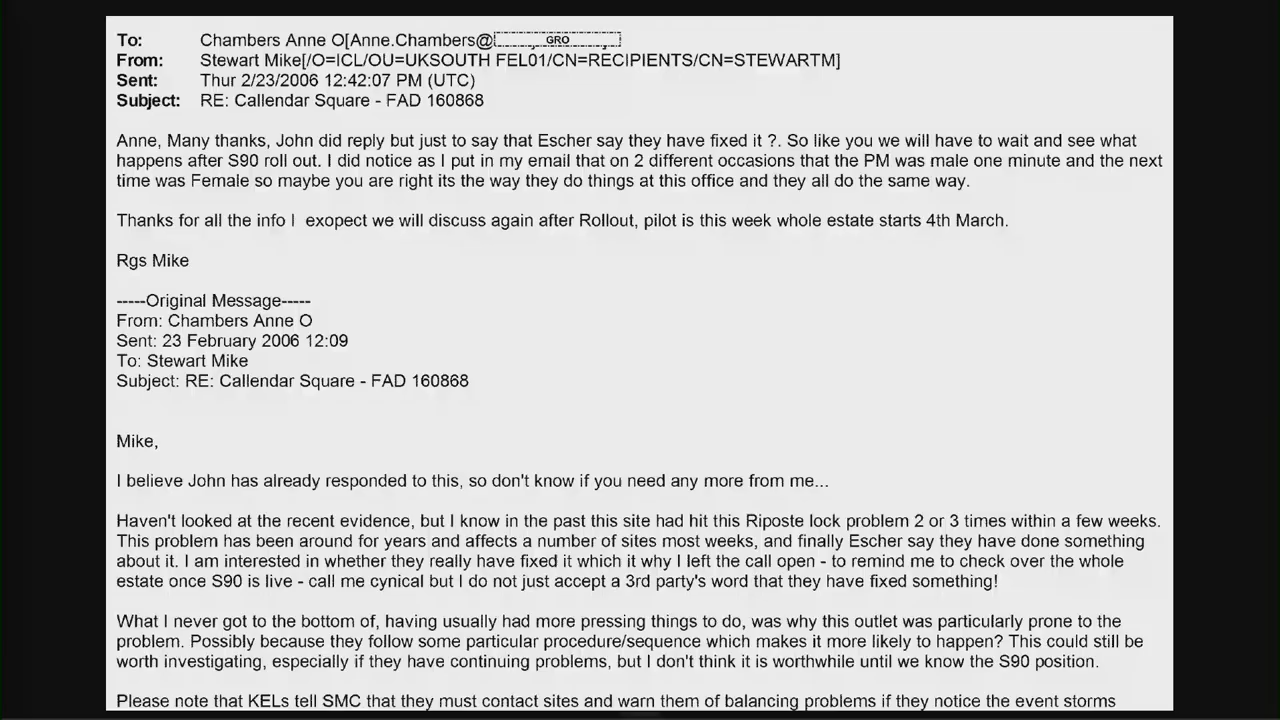 To: Chambers Anne O[Anne.Chambers@ GRO
From: Stewart Mike[/O=ICL/OU=UKSOUTH FEL01/CN=RECIPIENTS/CN=STEWARTM]
Sent: Thur 2/23/2006 12:42:07 PM (UTC)
Subject: RE: Callendar Square - FAD 160868
Anne, Many thanks, John did reply but just to say that Escher say they have fixed it ?. So like you we will have to wait and see what
happens after S90 roll out. I did notice as I put in my email that on 2 different occasions that the PM was male one minute and the next
time was Female so maybe you are right its the way they do things at this office and they all do the same way.
Thanks for all the info I exopect we will discuss again after Rollout, pilot is this week whole estate starts 4th March.
Rgs Mike
-----Original Message-----
From: Chambers Anne O
Sent: 23 February 2006 12:09
To: Stewart Mike
Subject: RE: Callendar Square - FAD 160868
Mike,
I believe John has already responded to this, so don't know if you need any more from me...
Haven't looked at the recent evidence, but I know in the past this site had hit this Riposte lock problem 2 or 3 times within a few weeks.
This problem has been around for years and affects a number of sites most weeks, and finally Escher say they have done something
about it. I am interested in whether they really have fixed it which it why I left the call open - to remind me to check over the whole
estate once S90 is live - call me cynical but I do not just accept a 3rd party's word that they have fixed something!
What I never got to the bottom of, having usually had more pressing things to do, was why this outlet was particularly prone to the
problem. Possibly because they follow some particular procedure/sequence which makes it more likely to happen? This could still be
worth investigating, especially if they have continuing problems, but I don't think it is worthwhile until we know the S90 position.
Please note that KELs tell SMC that they must contact sites and warn them of balancing problems if they notice the event storms